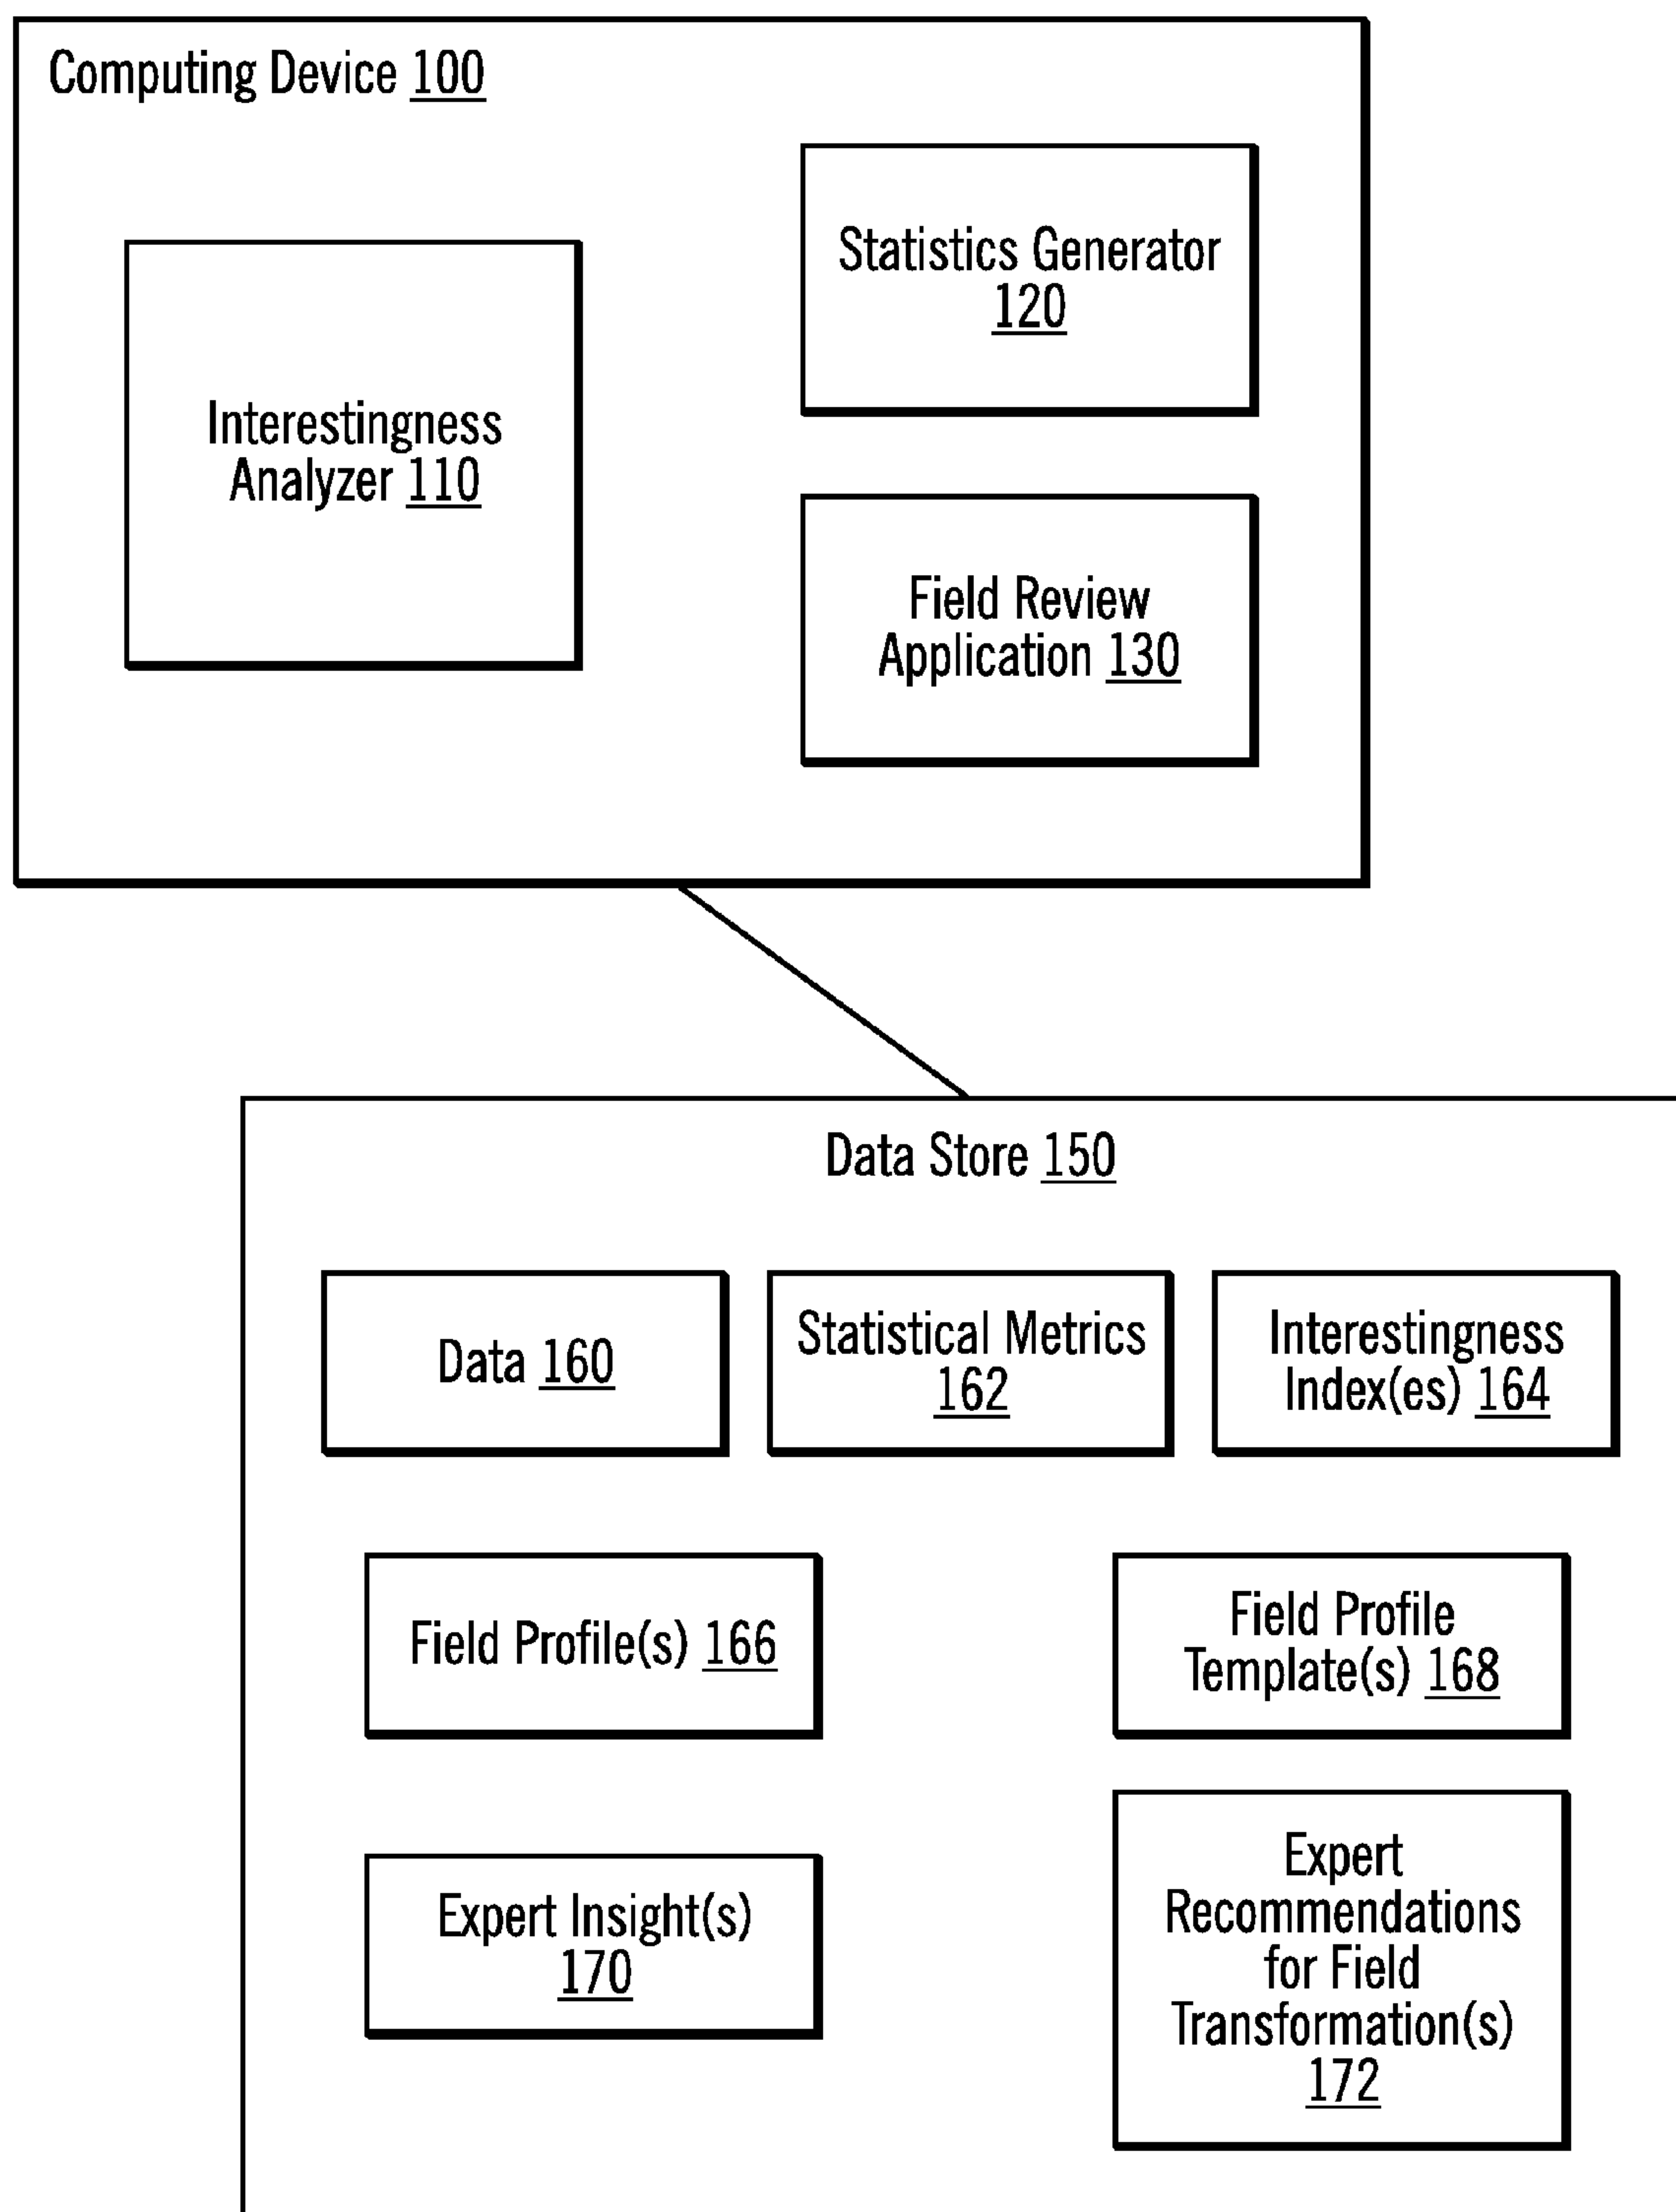 Computing Device 100
Interestingness
Analyzer 110
Statistics Generator
120
Field Review
Application 130
Data Store 150
Data 160
Statistical Metrics
162
Interestingness
Index(es) 164
Field Profile(s) 166
Field Profile
Template(s) 168
Expert Insight(s)
170
Expert
Recommendations
for Field
Transformation(s)
172